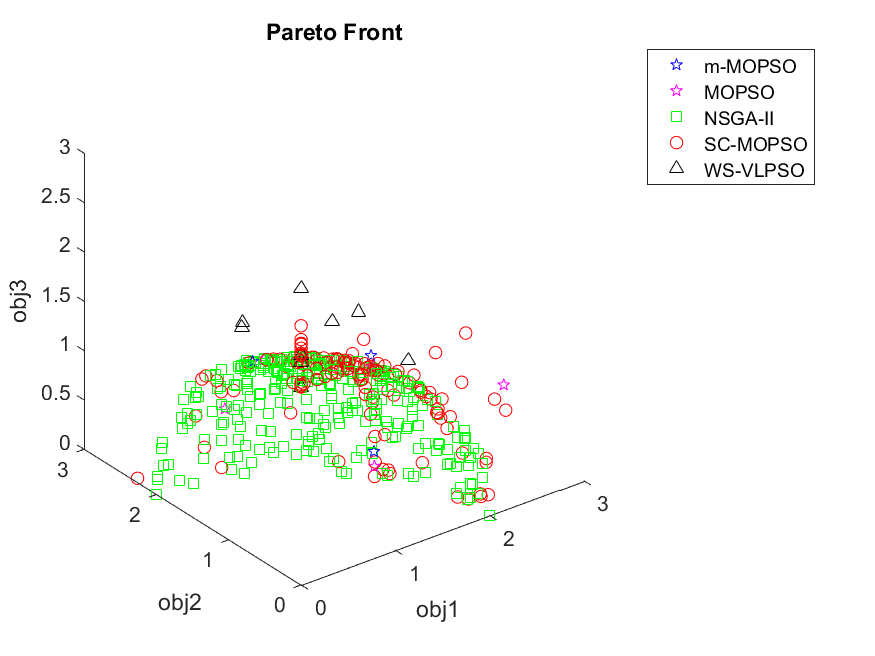 Pareto Front
m-MOPSO
MOPSO
NSGA-II
SC-MOPSO
WS-VLPSO
3
2.5
2
1.5
1
0.5
0
obj3
3
2
1
0
obj2
0
1
2
3
obj1